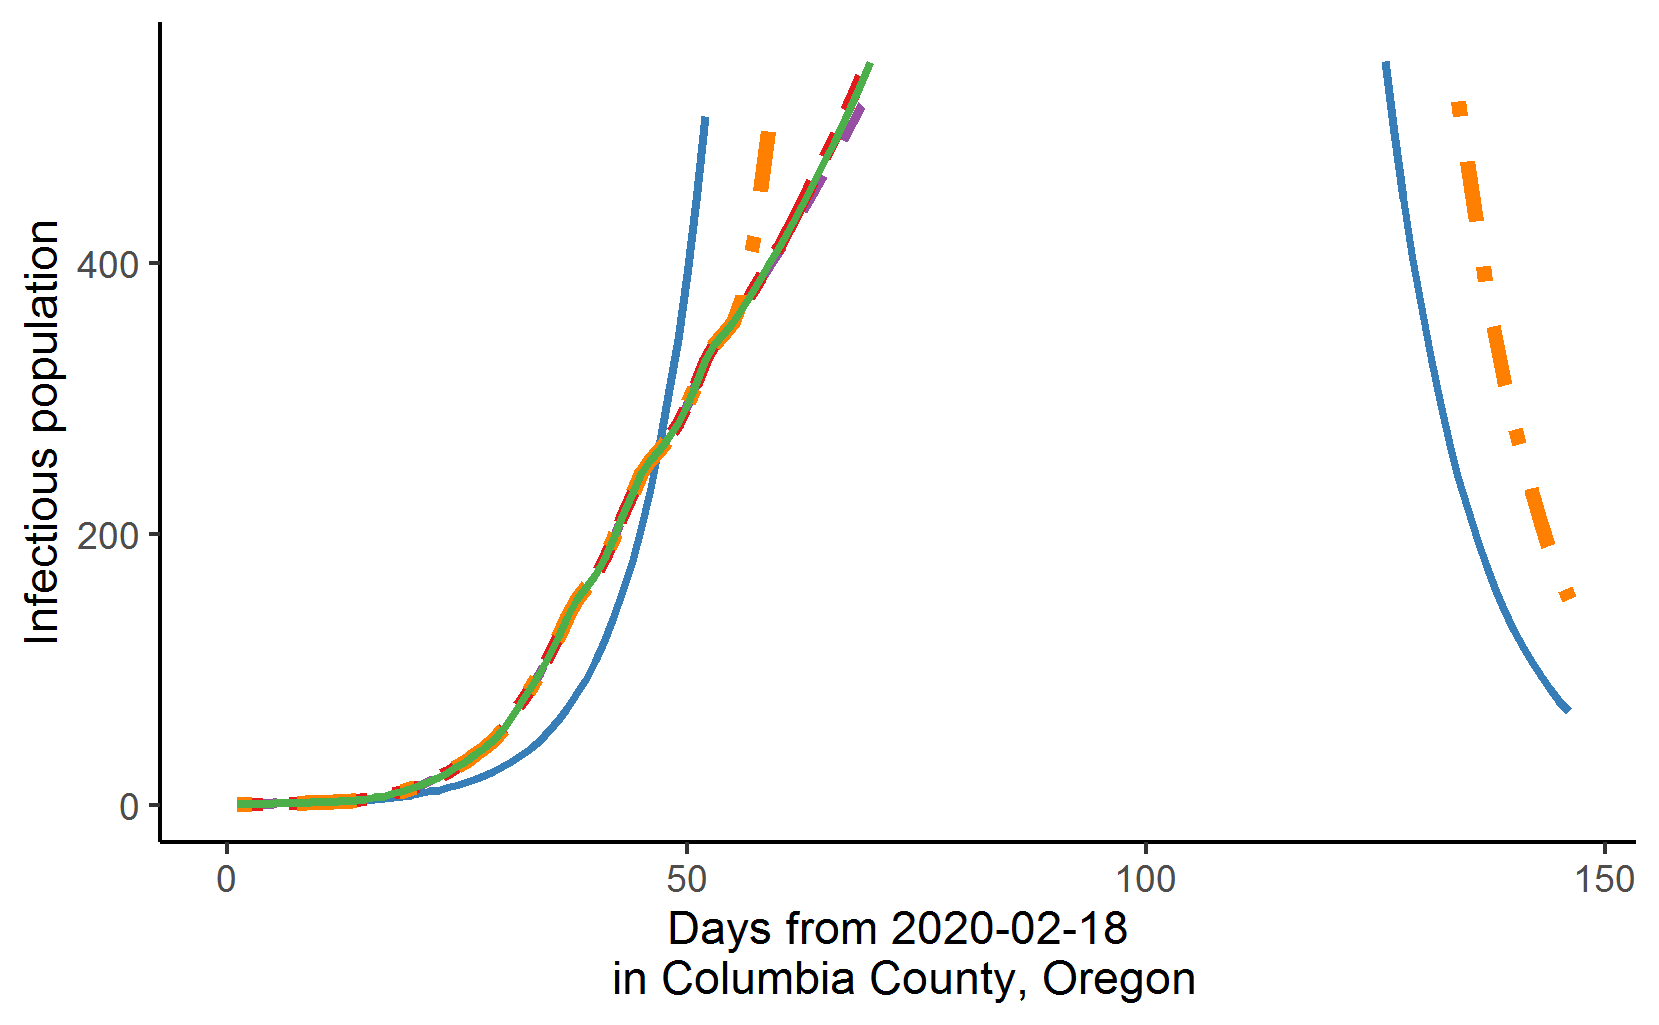 Infectious population
400
200
0
0 50 100 150
Days from 2020-02-18
in Columbia County, Oregon